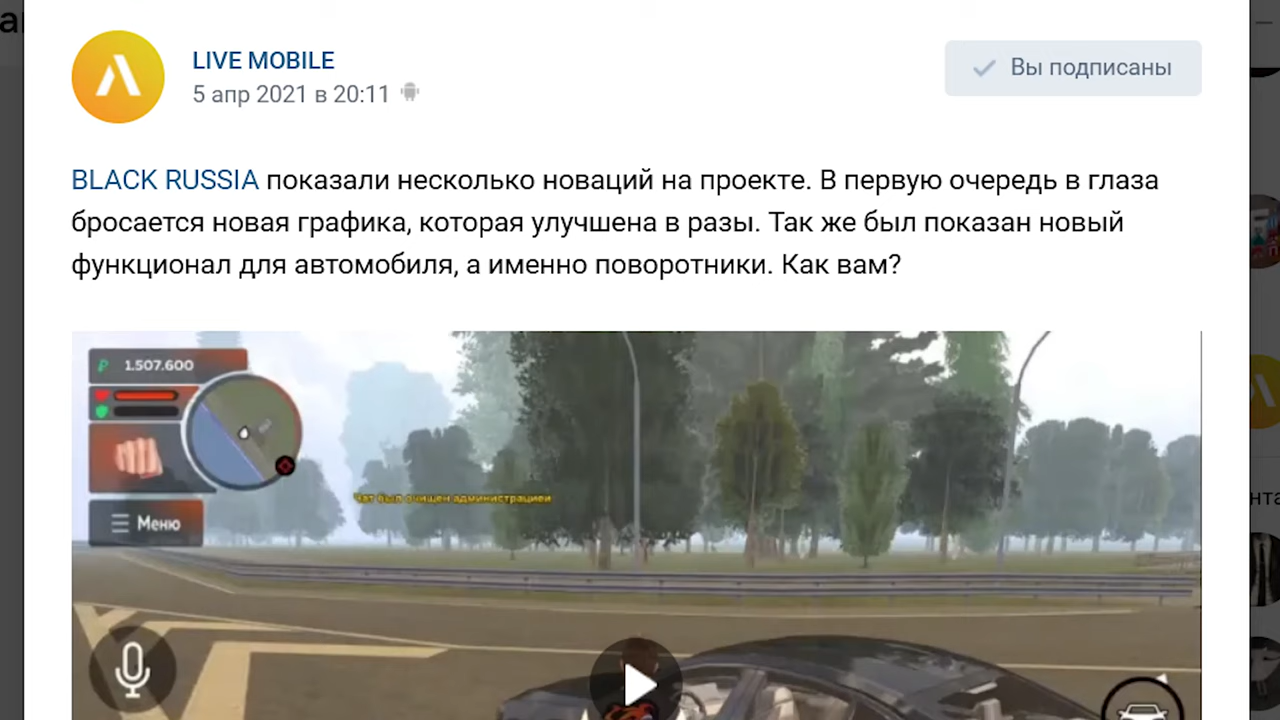 LIVE MOBILE
5 апр 2021 в 20:11
Вы подписаны
BLACK RUSSIA показали несколько новаций на проекте. В первую очередь в глаза
бросается новая графика, которая улучшена в разы. Так же был показан новый
функционал для автомобиля, а именно поворотники. Как вам?
₽ 1.507.600
Чат был очищен администрацией
Меню